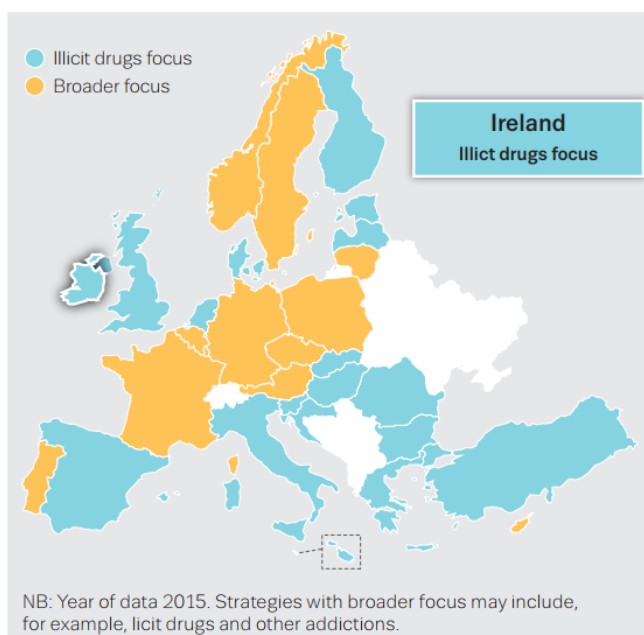 Illicit drugs focus
Broader focus
Ireland
Illict drugs focus
NB: Year of data 2015. Strategies with broader focus may include,
for example, licit drugs and other addictions.